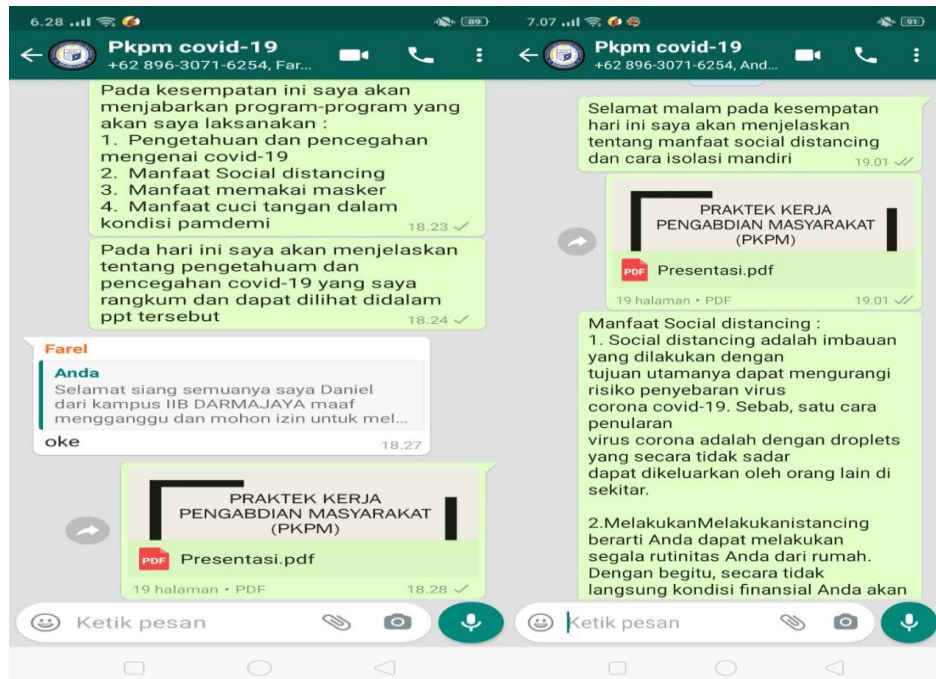 6.28
89
Pkpm covid-19
+62 896-3071-6254, Far...
Pada kesempatan ini saya akan
menjabarkan program-program yang
akan saya laksanakan :
1. Pengetahuan dan pencegahan
mengenai covid-19
2. Manfaat Social distancing
3. Manfaat memakai masker
4. Manfaat cuci tangan dalam
kondisi pamdemi
18.23
Pada hari ini saya akan menjelaskan
tentang pengetahuam dan
pencegahan covid-19 yang saya
rangkum dan dapat dilihat didalam
ppt tersebut
18.24
Farel
Anda
Selamat siang semuanya saya Daniel
dari kampus IIB DARMAJAYA maaf
mengganggu dan mohon izin untuk mel...
oke
18.27
PRAKTEK KERJA
PENGABDIAN MASYARAKAT
(PKPM)
PDF Presentasi.pdf
19 halaman • PDF
18.28
Ketik pesan
7.07
91
Pkpm covid-19
+62 896-3071-6254, And...
Selamat malam pada kesempatan
hari ini saya akan menjelaskan
tentang manfaat social distancing
dan cara isolasi mandiri
19.01
PRAKTEK KERJA
PENGABDIAN MASYARAKAT
(PKPM)
PDF Presentasi.pdf
19 halaman • PDF
19.01
Manfaat Social distancing :
1. Social distancing adalah imbauan
yang dilakukan dengan
tujuan utamanya dapat mengurangi
risiko penyebaran virus
corona covid-19. Sebab, satu cara
penularan
virus corona adalah dengan droplets
yang secara tidak sadar
dapat dikeluarkan oleh orang lain di
sekitar.
2.MelakukanMelakukanistancing
berarti Anda dapat melakukan
segala rutinitas Anda dari rumah.
Dengan begitu, secara tidak
langsung kondisi finansial Anda akan
Ketik pesan